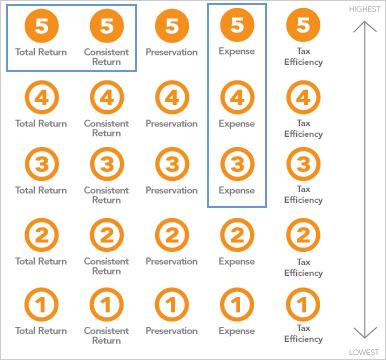 HIGHEST
5 5 5 5 5
Total Return Consistent Return Preservation Expense Tax Efficiency
4 4 4 4 4
Total Return Consistent Return Preservation Expense Tax Efficiency
3 3 3 3 3
Total Return Consistent Return Preservation Expense Tax Efficiency
2 2 2 2 2
Total Return Consistent Return Preservation Expense Tax Efficiency
1 1 1 1 1
Total Return Consistent Return Preservation Expense Tax Efficiency
LOWEST